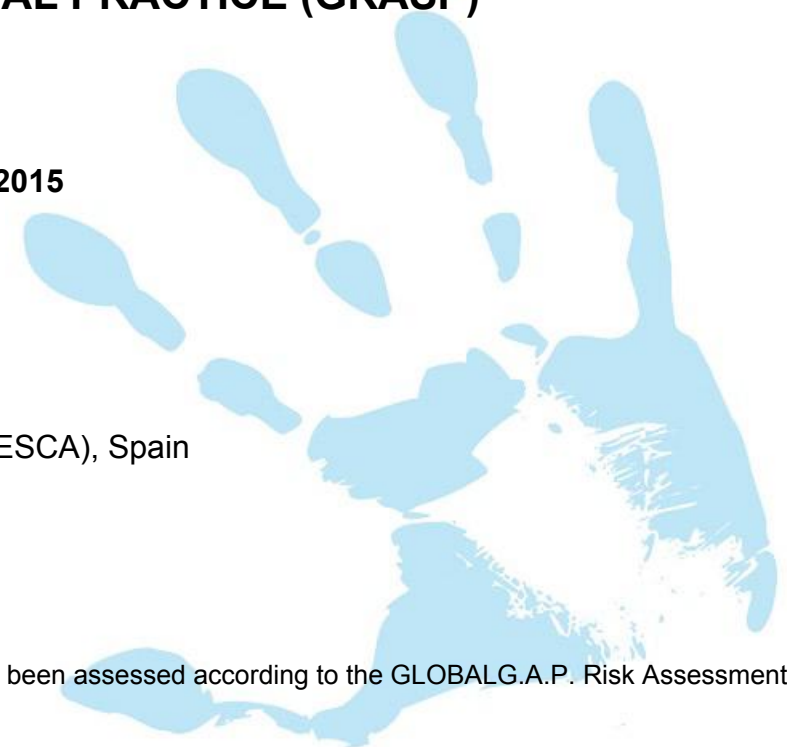 AL PRACTICE (GRASP)
2015
ESCA), Spain
been assessed according to the GLOBALG.A.P. Risk Assessment